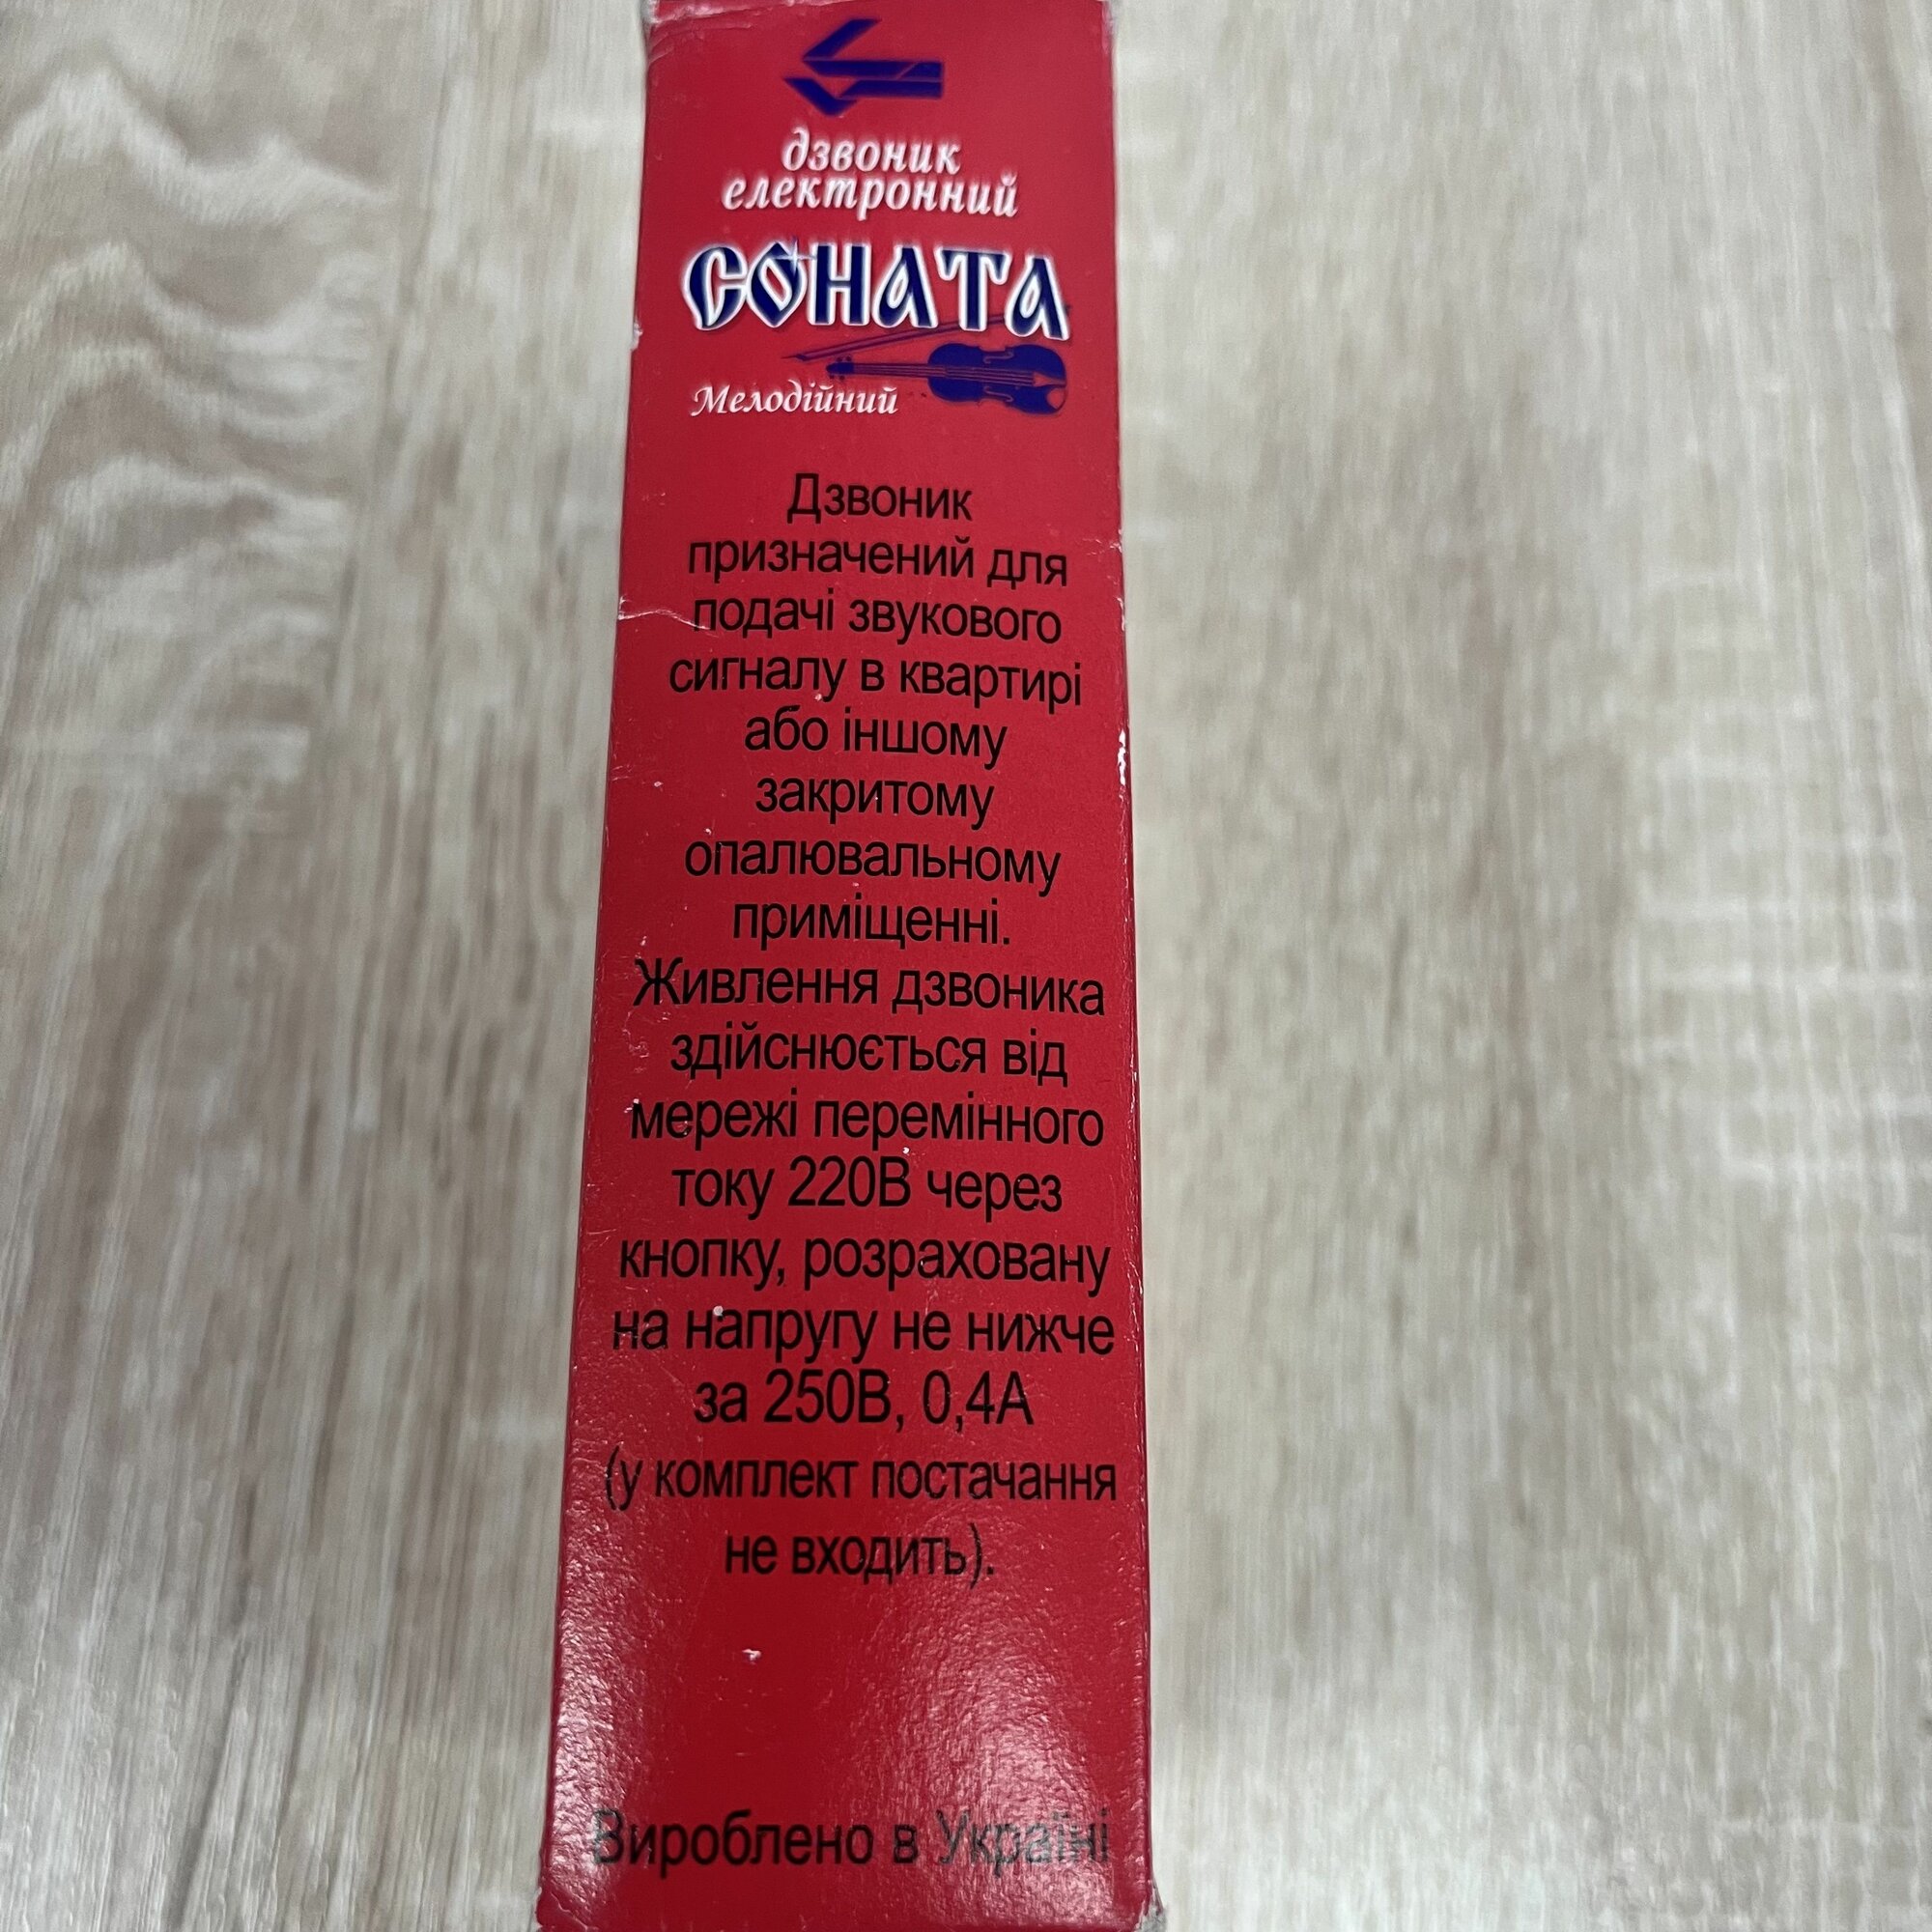 дзвоник
електронний
СОНАТА
Мелодійний
Дзвоник
призначений для
подачі звукового
сигналу в квартирі
або іншому
закритому
опалювальному
приміщенні.
Живлення дзвоника
здійснюється від
мережі перемінного
току 220В через
кнопку, розраховану
на напругу не нижче
за 250В, 0,4А
(у комплект постачання
не входить).
Вироблено в Україні